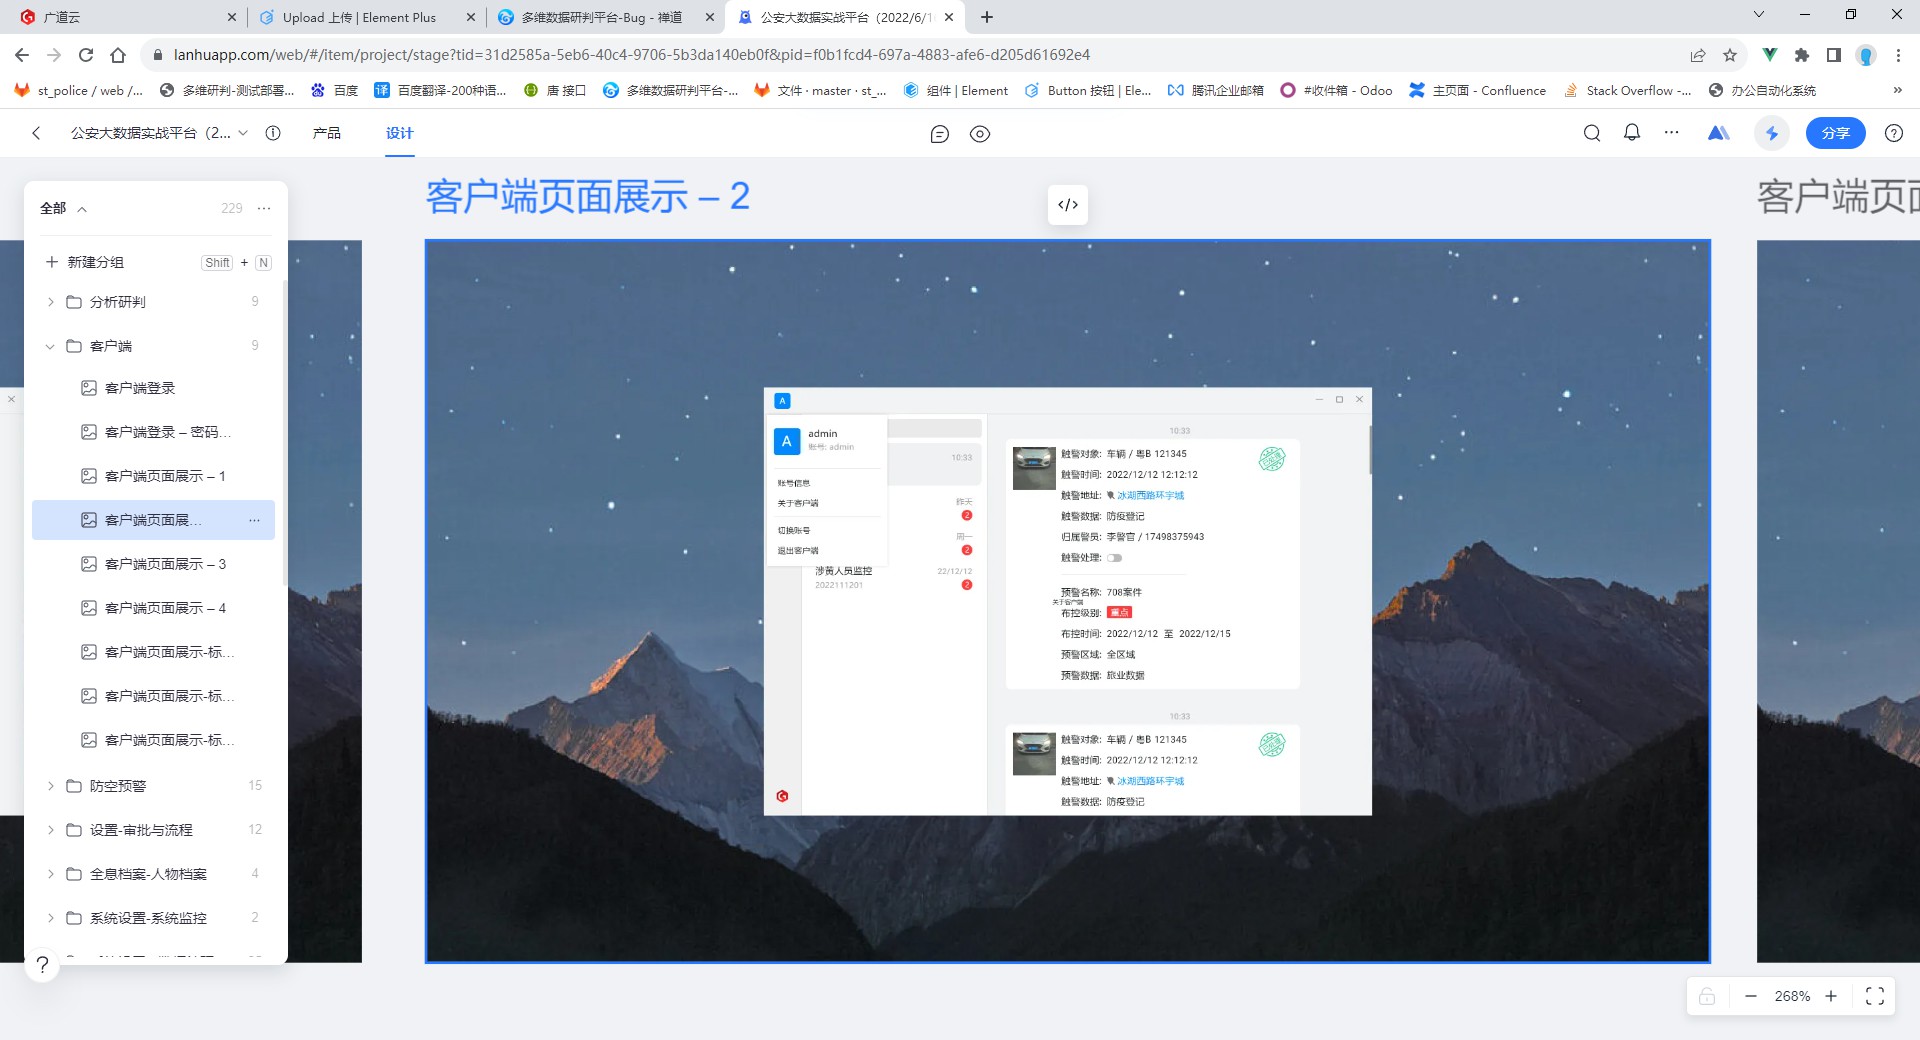 广道云
Upload 上传 | Element Plus
多维数据研判平台-Bug - 禅道
公安大数据实战平台（2022/6/1
lanhuapp.com/web/#/item/project/stage?tid=31d2585a-5eb6-40c4-9706-5b3da140eb0f&pid=f0b1fcd4-697a-4883-afe6-d205d61692e4
st_police / web /...
多维研判-测试部署...
百度
译
百度翻译-200种语...
唐 接口
多维数据研判平台-...
文件 · master · st_...
组件 | Element
Button 按钮 | Ele...
腾讯企业邮箱
#收件箱 - Odoo
主页面 - Confluence
Stack Overflow -...
办公自动化系统
»
公安大数据实战平台（2...
产品
设计
分享
全部
229
新建分组
Shift + N
分析研判 9
客户端 9
客户端登录
客户端登录 – 密码...
客户端页面展示 – 1
客户端页面展...
客户端页面展示 – 3
客户端页面展示 – 4
客户端页面展示-标...
客户端页面展示-标...
客户端页面展示-标...
防空预警 15
设置-审批与流程 12
全息档案-人物档案 4
系统设置-系统监控 2
?
客户端页面展示 – 2
</>
客户端页面
A
A
admin
账号: admin
账号信息
关于客户端
切换账号
退出客户端
10:33
昨天
2
周一
2
涉黄人员监控
22/12/12
2022111201
2
10:33
触警对象: 车辆 / 粤B 121345
触警时间: 2022/12/12 12:12:12
触警地址: 冰湖西路环宇城
触警数据: 防疫登记
归属警员: 李警官 / 17498375943
触警处理:
预警名称: 708案件
关于客户端
布控级别: 重点
布控时间: 2022/12/12 至 2022/12/15
预警区域: 全区域
预警数据: 旅业数据
10:33
触警对象: 车辆 / 粤B 121345
触警时间: 2022/12/12 12:12:12
触警地址: 冰湖西路环宇城
触警数据: 防疫登记
268%